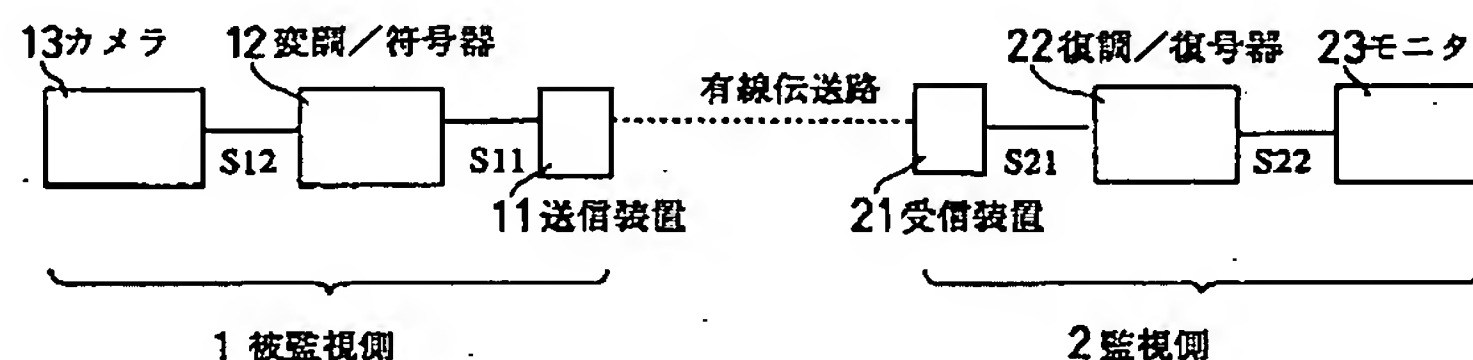 13カメラ
12変調／符号器
22復調／復号器
23モニタ
有線伝送路
S12
S11
S21
S22
11送信装置
21受信装置
1 被監視側
2監視側